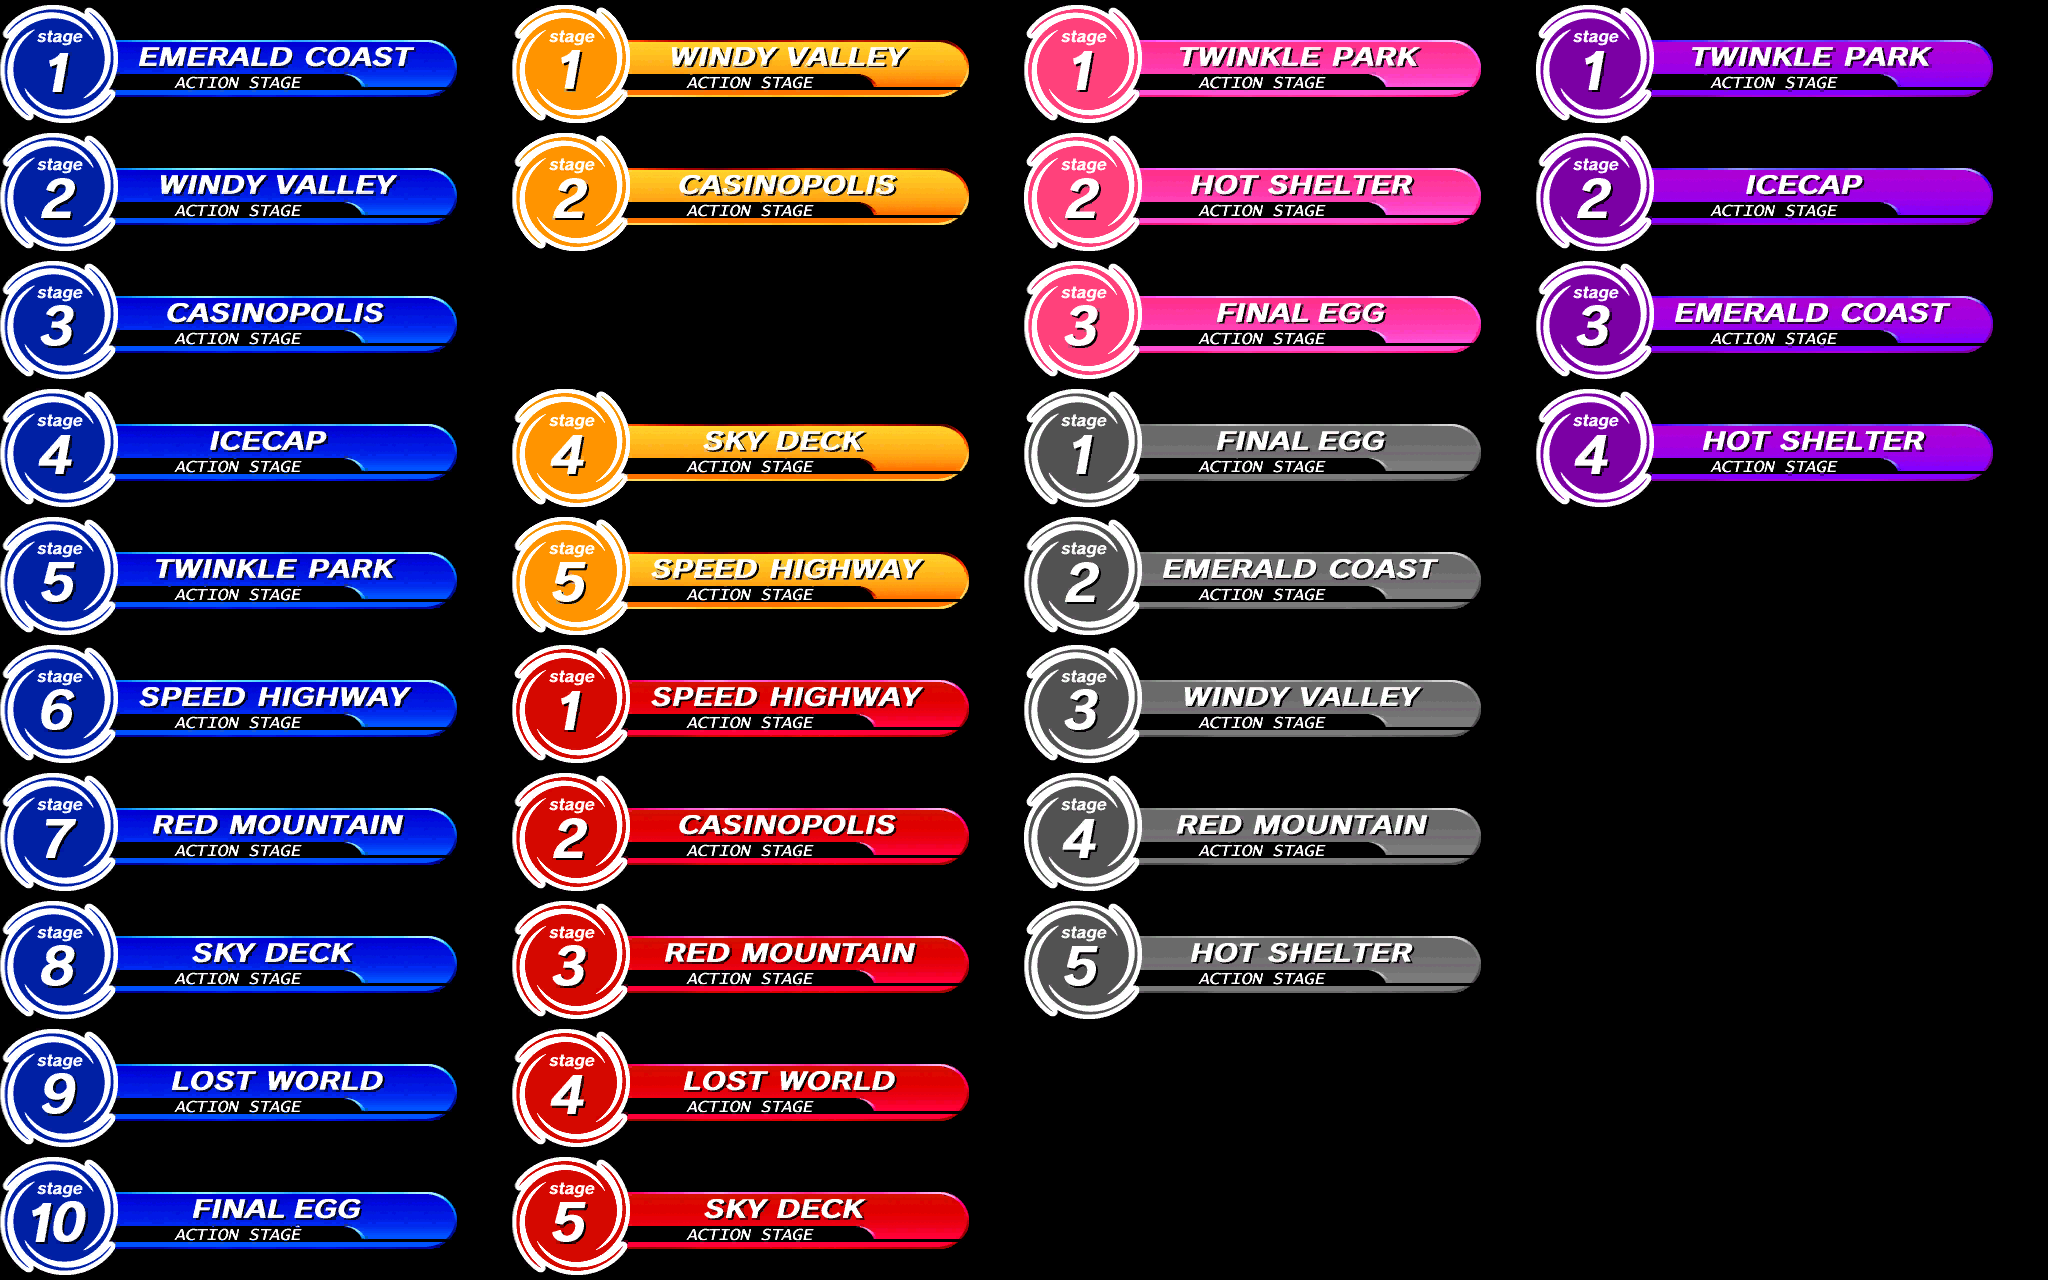 stage
1
EMERALD COAST
ACTION STAGE
stage
2
WINDY VALLEY
ACTION STAGE
stage
3
CASINOPOLIS
ACTION STAGE
stage
4
ICECAP
ACTION STAGE
stage
5
TWINKLE PARK
ACTION STAGE
stage
6
SPEED HIGHWAY
ACTION STAGE
stage
7
RED MOUNTAIN
ACTION STAGE
stage
8
SKY DECK
ACTION STAGE
stage
9
LOST WORLD
ACTION STAGE
stage
10
FINAL EGG
ACTION STAGE
stage
1
WINDY VALLEY
ACTION STAGE
stage
2
CASINOPOLIS
ACTION STAGE
stage
4
SKY DECK
ACTION STAGE
stage
5
SPEED HIGHWAY
ACTION STAGE
stage
1
SPEED HIGHWAY
ACTION STAGE
stage
2
CASINOPOLIS
ACTION STAGE
stage
3
RED MOUNTAIN
ACTION STAGE
stage
4
LOST WORLD
ACTION STAGE
stage
5
SKY DECK
ACTION STAGE
stage
1
TWINKLE PARK
ACTION STAGE
stage
2
HOT SHELTER
ACTION STAGE
stage
3
FINAL EGG
ACTION STAGE
stage
1
FINAL EGG
ACTION STAGE
stage
2
EMERALD COAST
ACTION STAGE
stage
3
WINDY VALLEY
ACTION STAGE
stage
4
RED MOUNTAIN
ACTION STAGE
stage
5
HOT SHELTER
ACTION STAGE
stage
1
TWINKLE PARK
ACTION STAGE
stage
2
ICECAP
ACTION STAGE
stage
3
EMERALD COAST
ACTION STAGE
stage
4
HOT SHELTER
ACTION STAGE